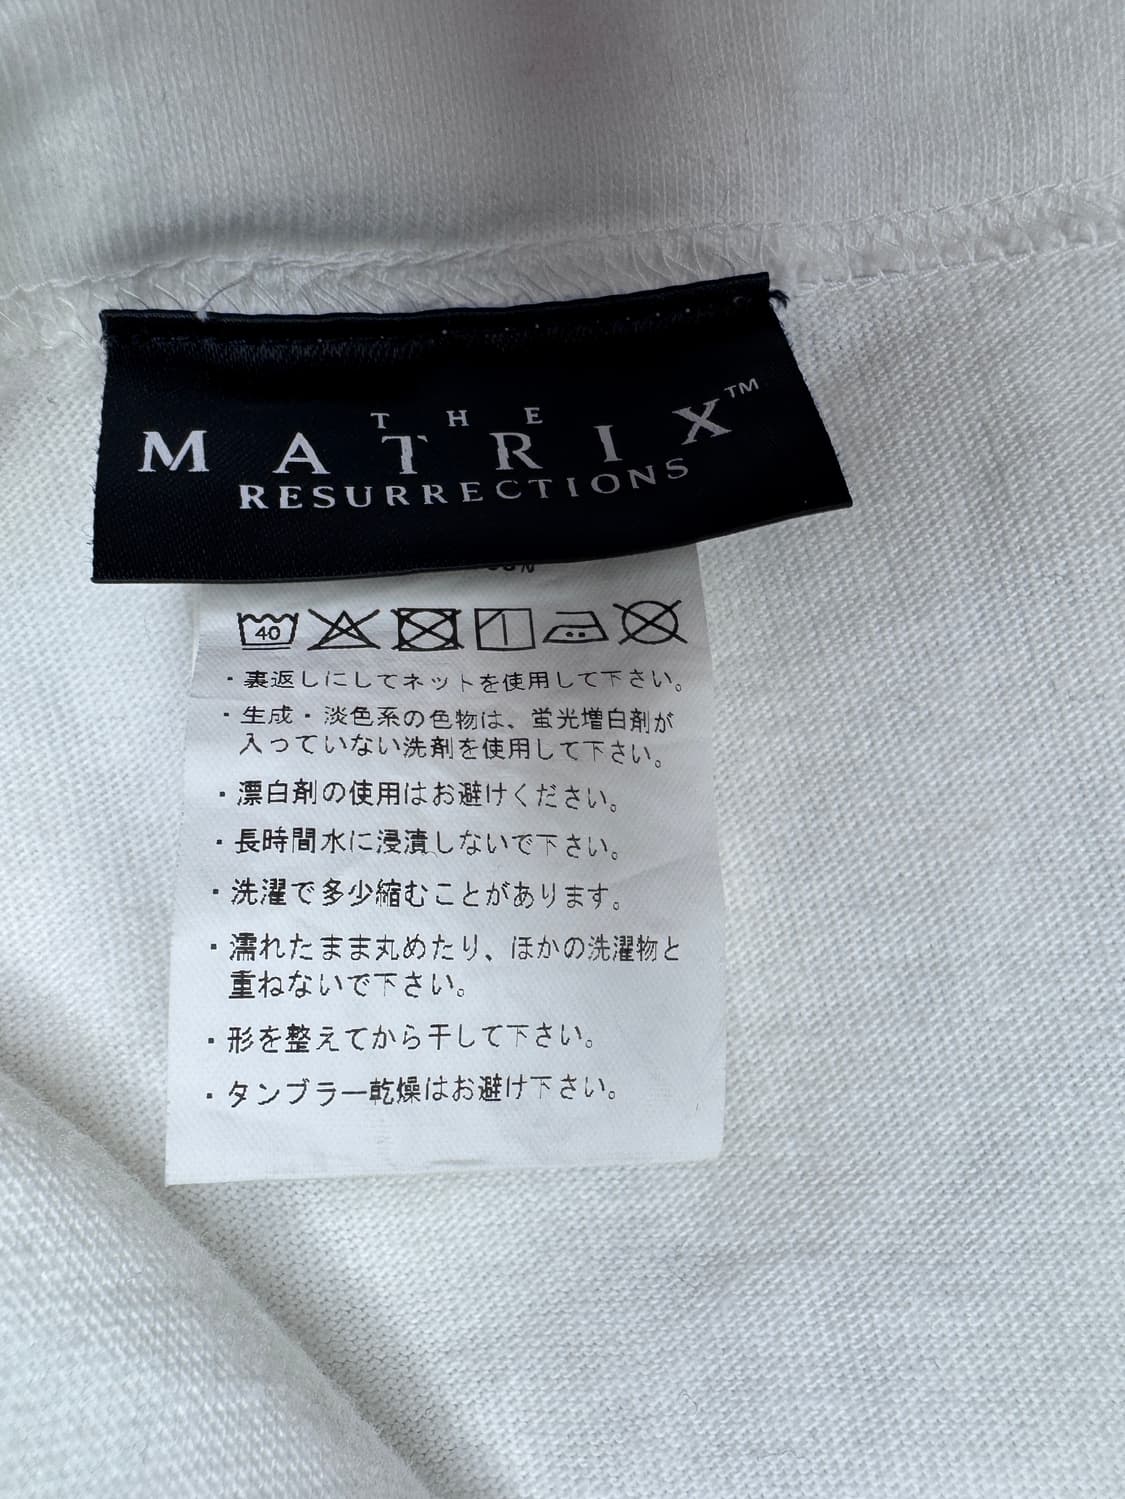 THE
MATRIX™
RESURRECTIONS
40
・裏返しにしてネットを使用して下さい。
・生成・淡色系の色物は、蛍光増白剤が
入っていない洗剤を使用して下さい。
・漂白剤の使用はお避けください。
・長時間水に浸漬しないで下さい。
・洗濯で多少縮むことがあります。
・濡れたまま丸めたり、ほかの洗濯物と
重ねないで下さい。
・形を整えてから干して下さい。
・タンブラー乾燥はお避け下さい。